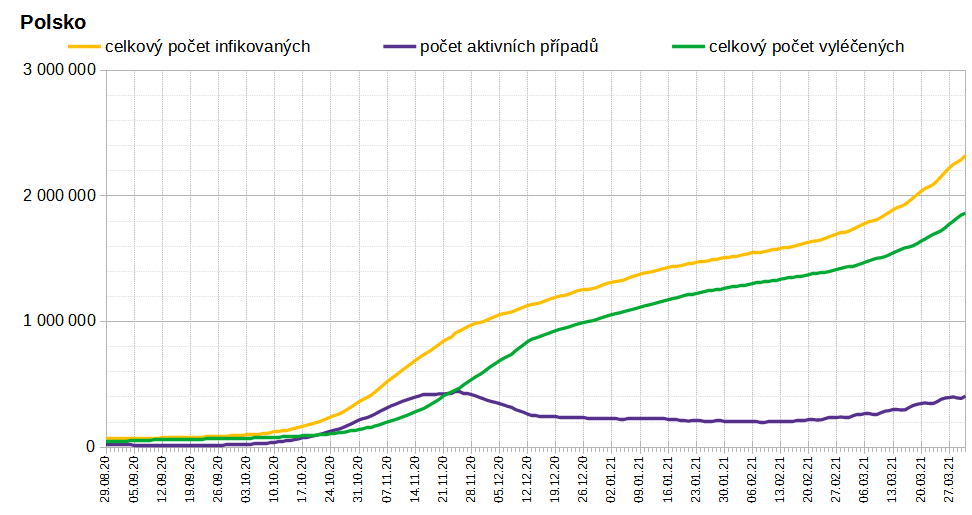 Polsko
celkový počet infikovaných počet aktivních případů celkový počet vyléčených
3 000 000
2 000 000
1 000 000
0
29.08.20 05.09.20 12.09.20 19.09.20 26.09.20 03.10.20 10.10.20 17.10.20 24.10.20 31.10.20 07.11.20 14.11.20 21.11.20 28.11.20 05.12.20 12.12.20 19.12.20 26.12.20 02.01.21 09.01.21 16.01.21 23.01.21 30.01.21 06.02.21 13.02.21 20.02.21 27.02.21 06.03.21 13.03.21 20.03.21 27.03.21